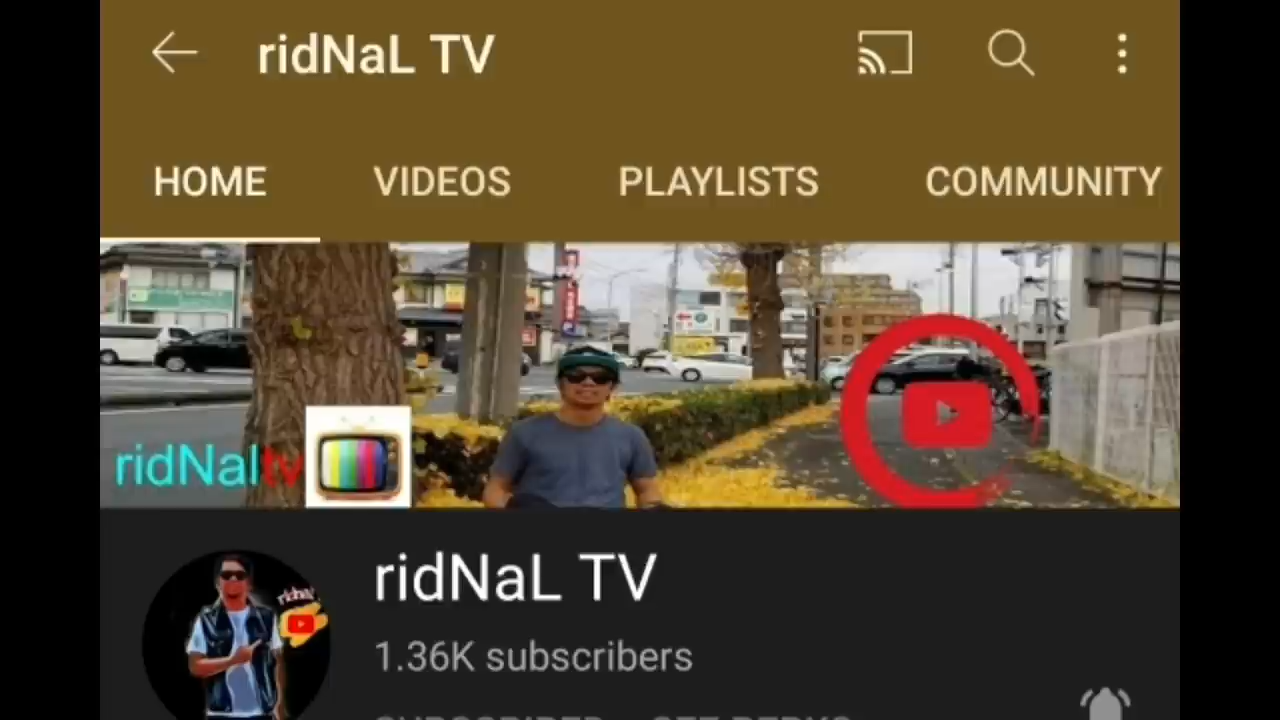 ridNaL TV
HOME VIDEOS PLAYLISTS COMMUNITY
ridNaltv
ridNaL TV
1.36K subscribers